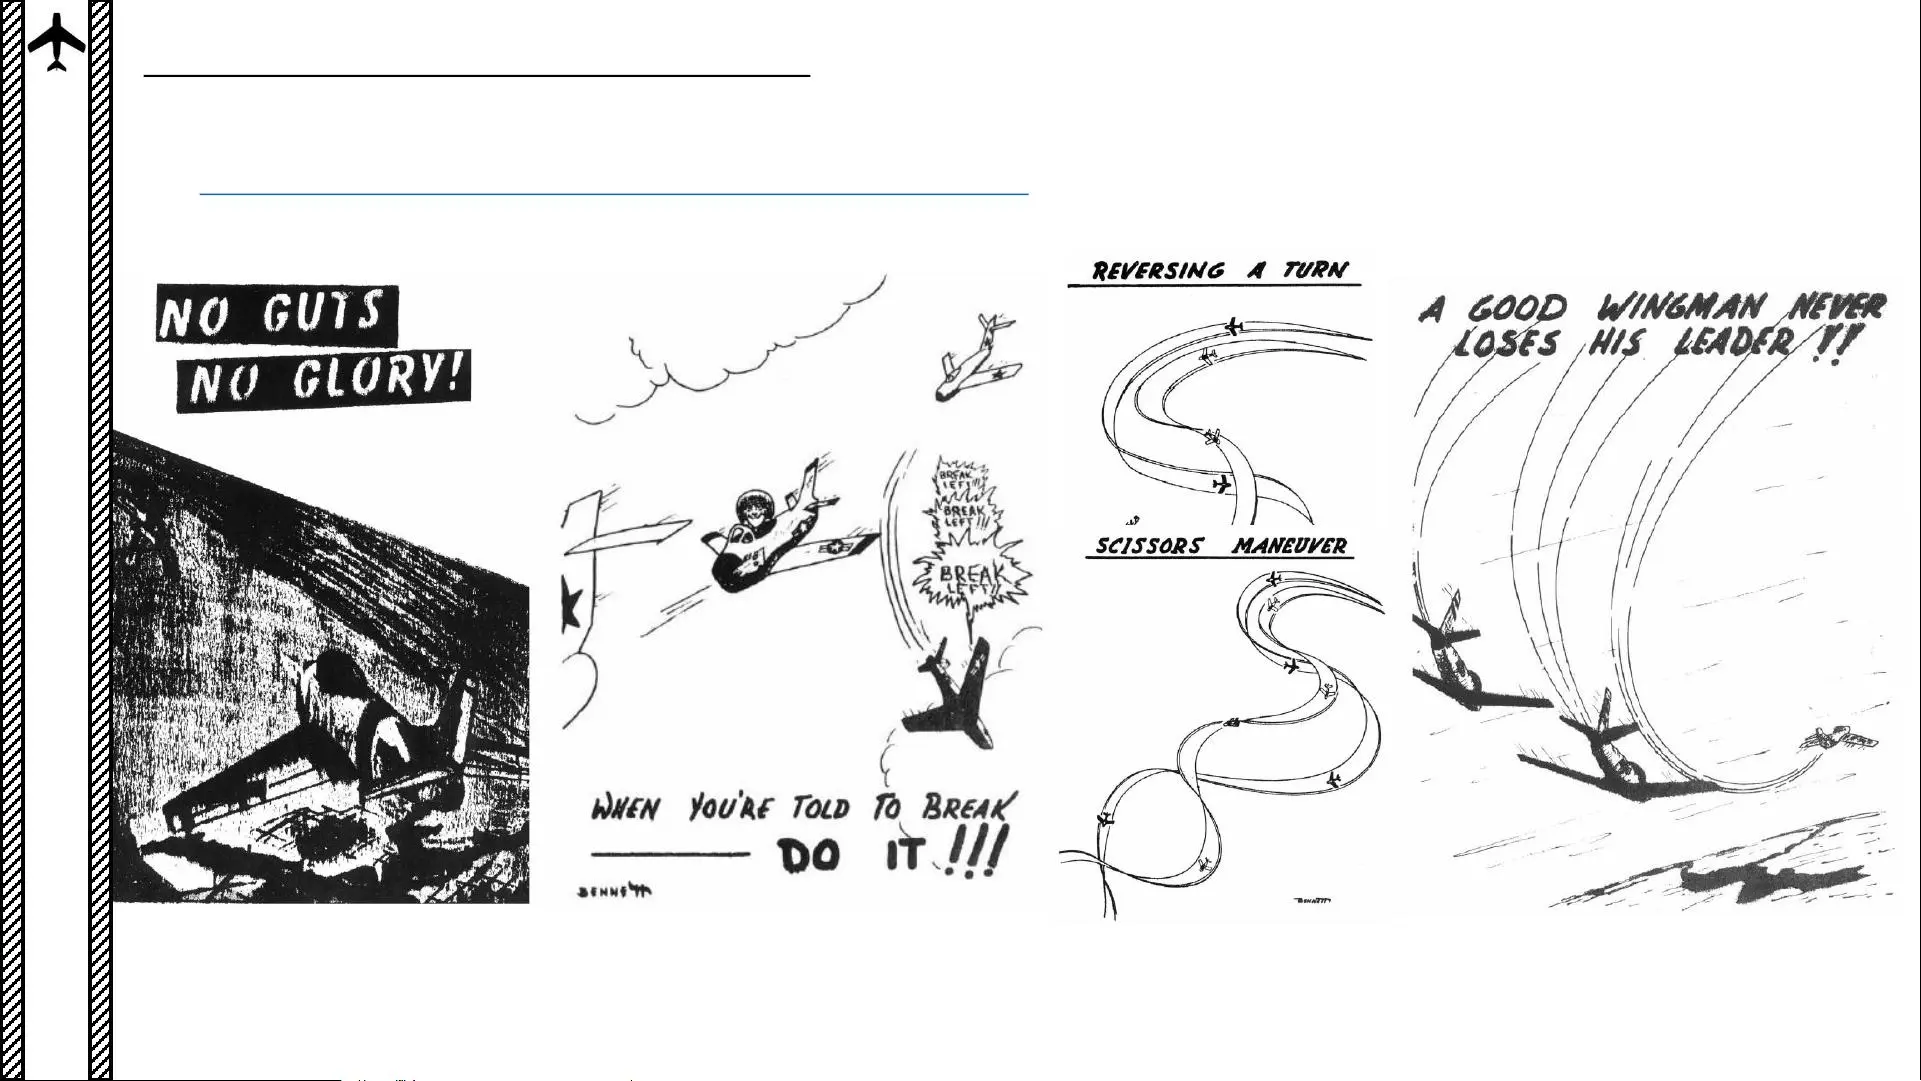 NO GUTS
NO GLORY!
BREAK
LEFT!!!
BREAK
LEFT!!!
BREAK
LEFT!!
WHEN YOU'RE TOLD TO BREAK
DO IT!!!
BENNETT
REVERSING A TURN
SCISSORS MANEUVER
BENNETT
A GOOD WINGMAN NEVER
LOSES HIS LEADER!!